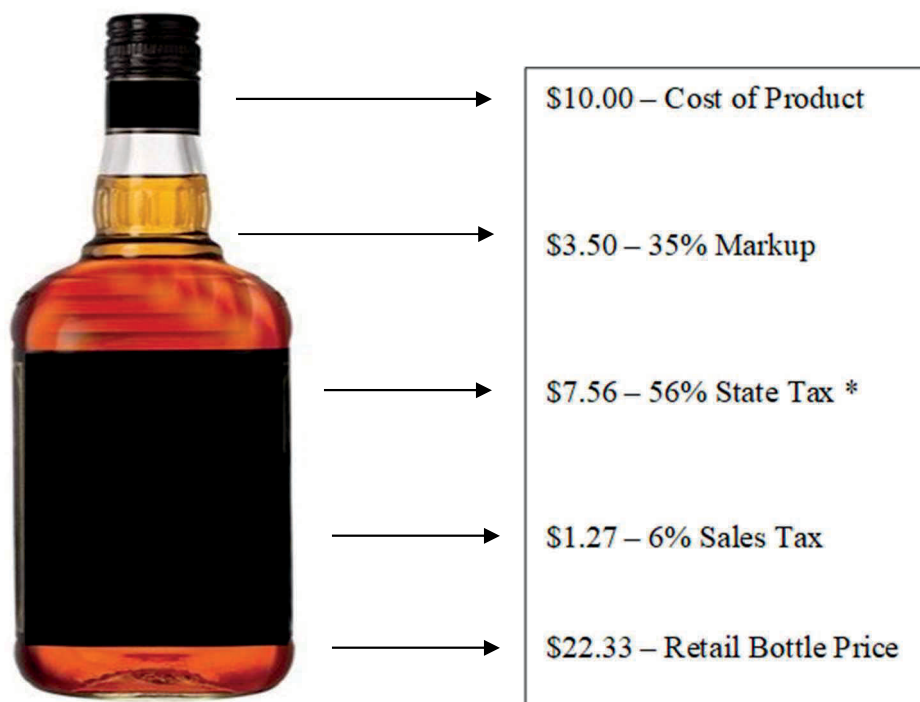 $10.00 – Cost of Product
$3.50 – 35% Markup
$7.56 – 56% State Tax *
$1.27 – 6% Sales Tax
$22.33 – Retail Bottle Price